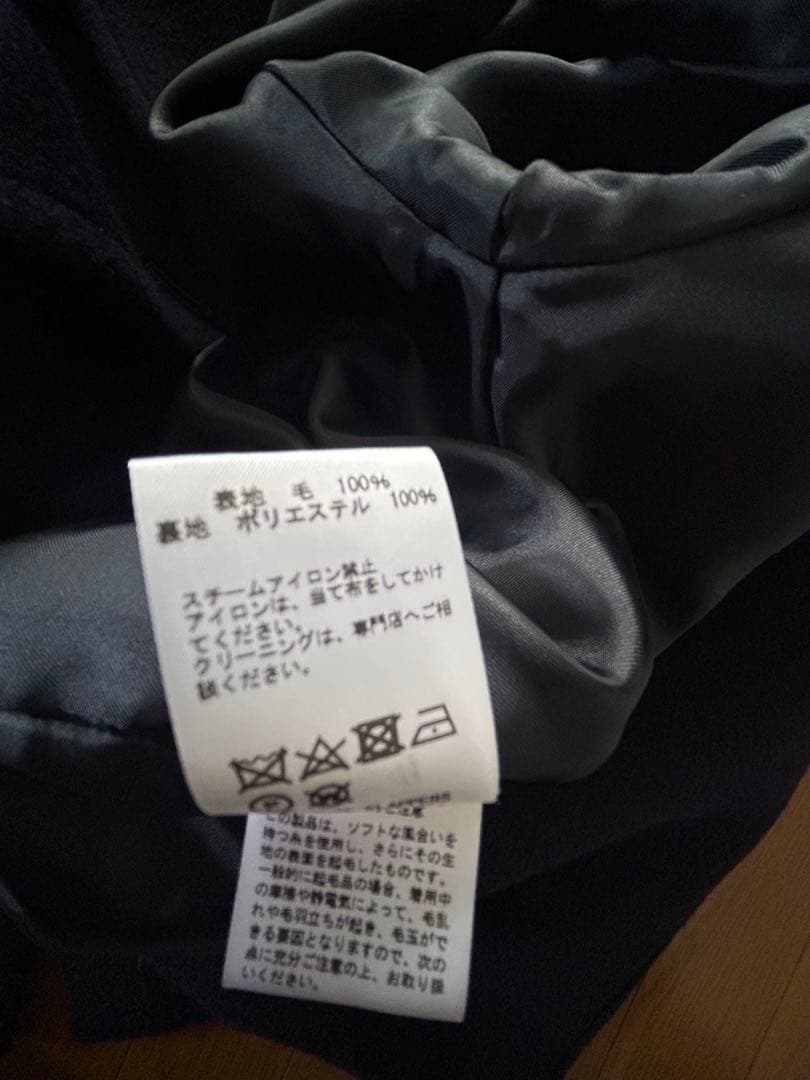 表地 毛 100%
裏地 ポリエステル 100%
スチームアイロン禁止
アイロンは、当て布をしてかけ
てください。
クリーニングは、専門店へご相
談ください。
この製品は、ソフトな風合いを
持つ糸を使用し、さらにその生
地の表面を起毛したものです。
一般的に起毛品の場合、着用中
の摩擦や静電気によって、毛乱
れや毛羽立ちが起き、毛玉がで
きる要因となりますので、次の
点に充分ご注意の上、お取り扱
いください。